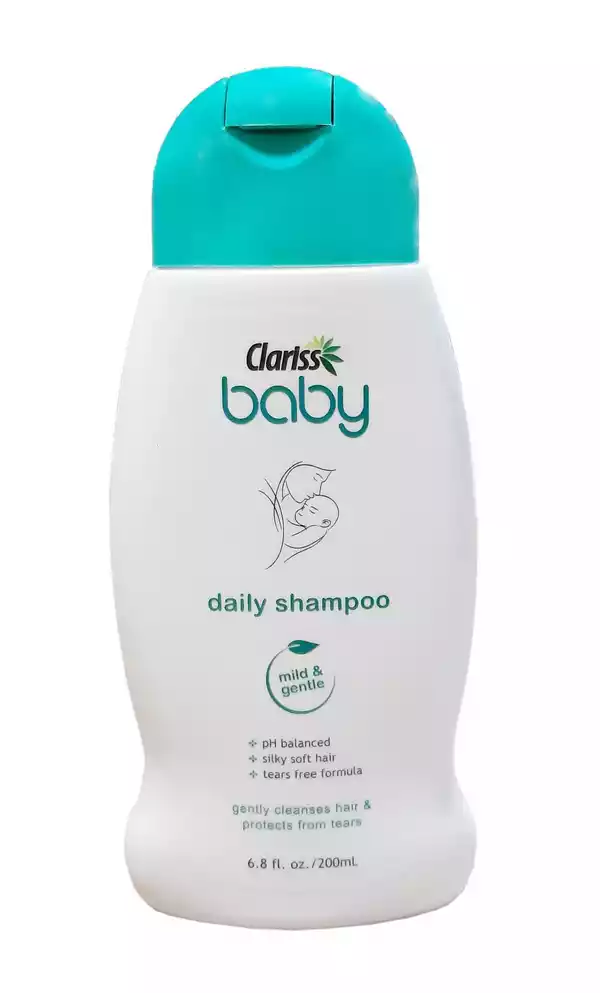 Clariss
baby
daily shampoo
mild &
gentle
✣ pH balanced
✣ silky soft hair
✣ tears free formula
gently cleanses hair &
protects from tears
6.8 fl. oz./200mL